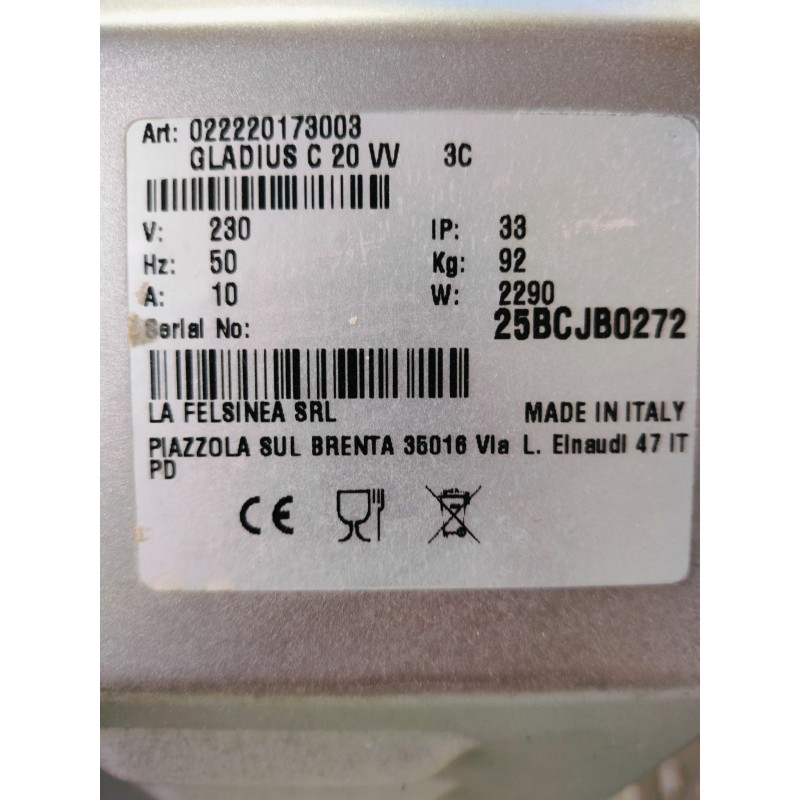 Art: 022220173003
GLADIUS C 20 VV 3C
V: 230 IP: 33
Hz: 50 Kg: 92
A: 10 W: 2290
Serial No: 25BCJB0272
LA FELSINEA SRL MADE IN ITALY
PIAZZOLA SUL BRENTA 35016 Via L. Einaudi 47 IT
PD
CE